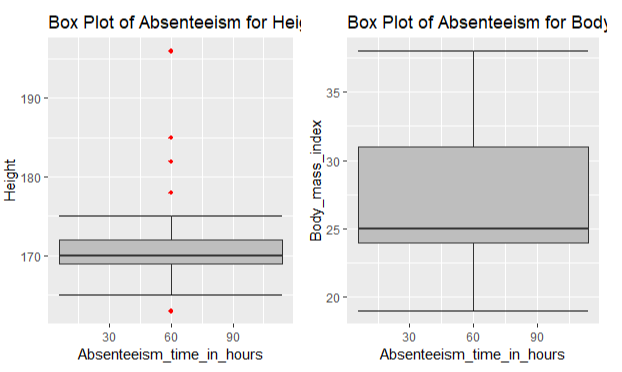 Box Plot of Absenteeism for Hei
190
180
170
Height
30 60 90
Absenteeism_time_in_hours
Box Plot of Absenteeism for Body
35
30
25
20
Body_mass_index
30 60 90
Absenteeism_time_in_hours